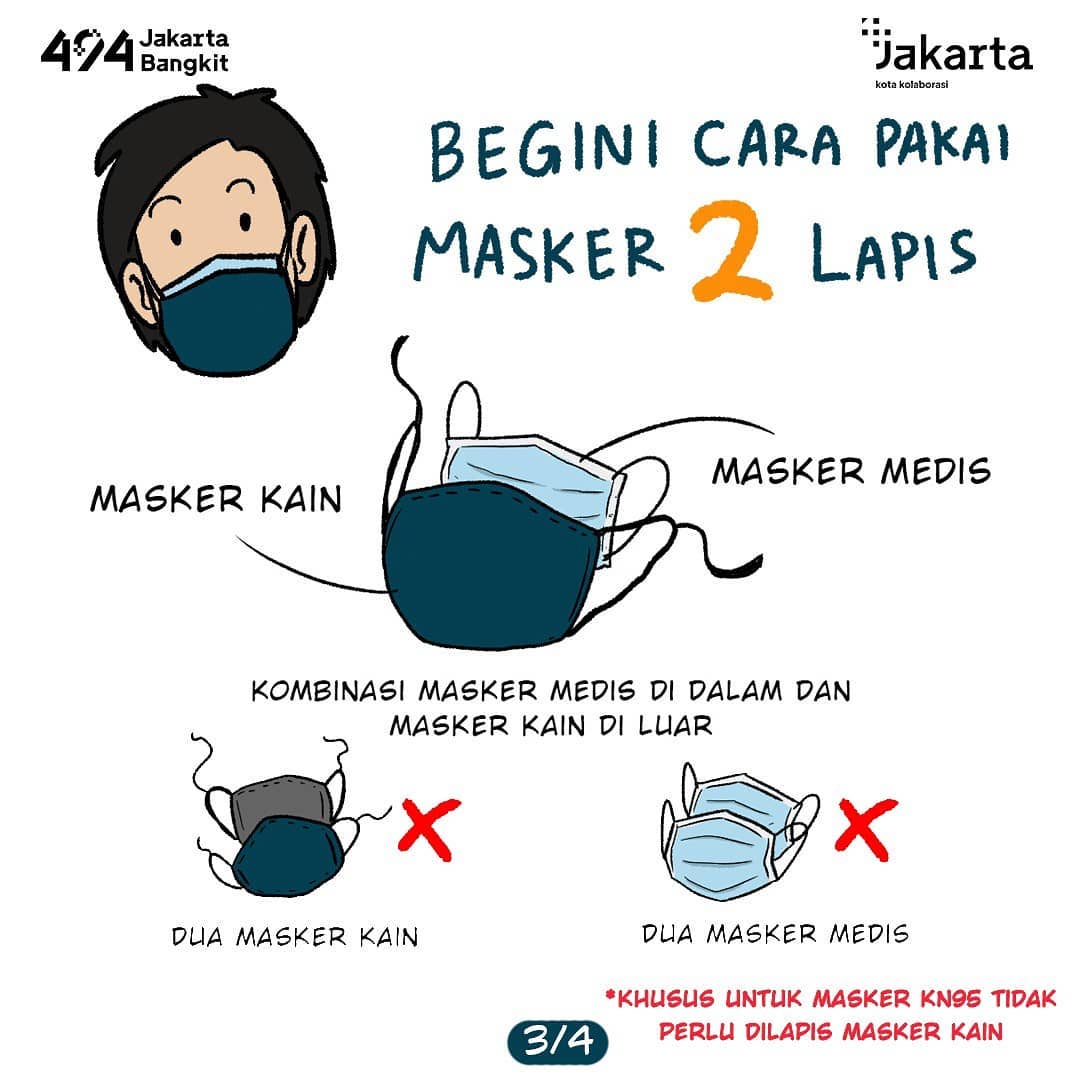 494 Jakarta
Bangkit
Jakarta
kota kolaborasi
BEGINI CARA PAKAI
MASKER 2 LAPIS
MASKER KAIN
MASKER MEDIS
KOMBINASI MASKER MEDIS DI DALAM DAN
MASKER KAIN DI LUAR
DUA MASKER KAIN
DUA MASKER MEDIS
*KHUSUS UNTUK MASKER KN95 TIDAK
PERLU DILAPIS MASKER KAIN
3/4